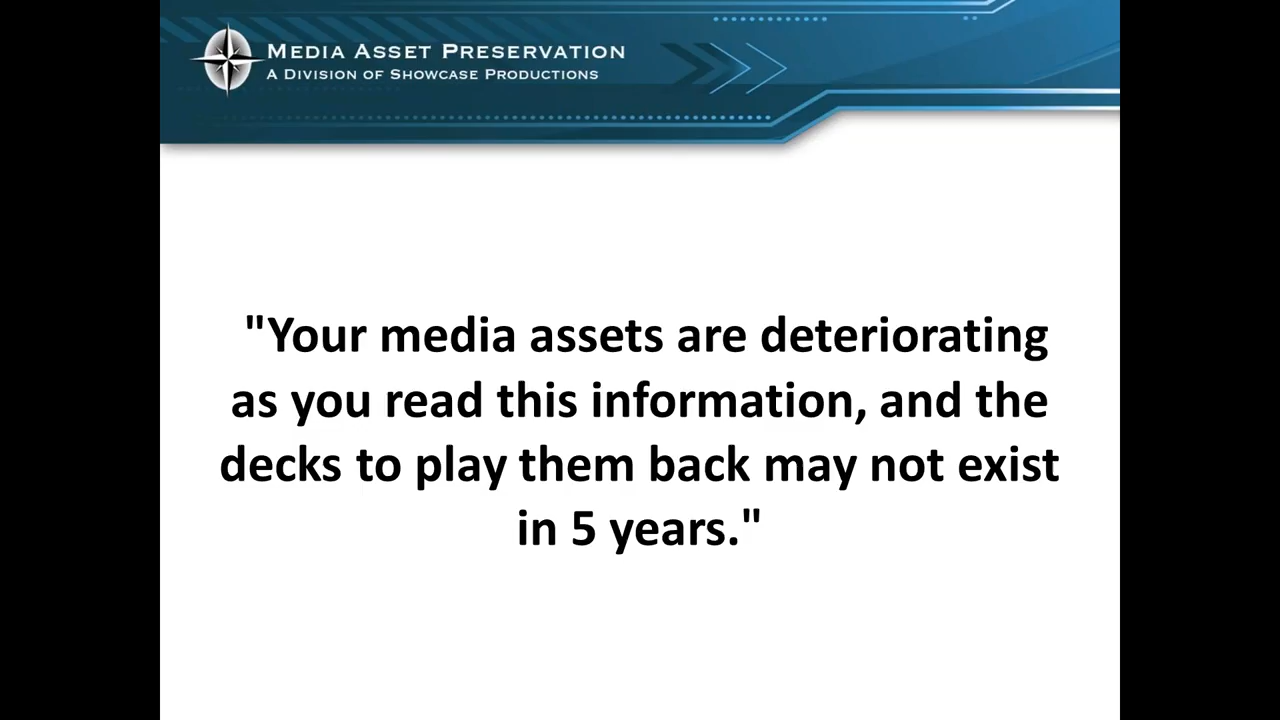 MEDIA ASSET PRESERVATION
A DIVISION OF SHOWCASE PRODUCTIONS
"Your media assets are deteriorating
as you read this information, and the
decks to play them back may not exist
in 5 years."